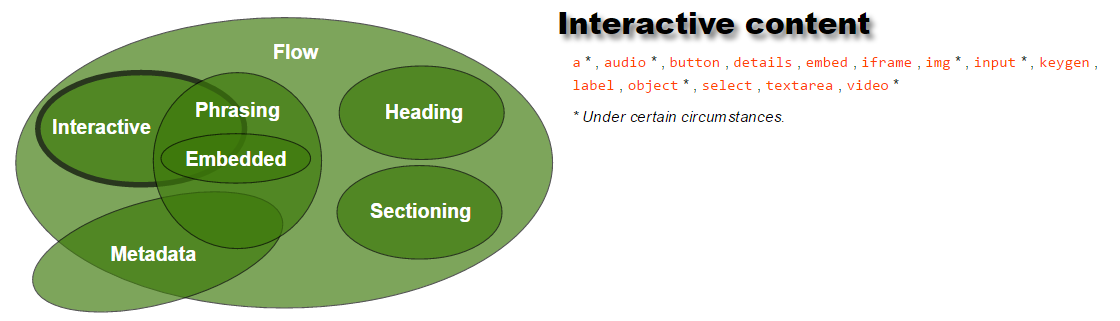 Flow
Phrasing
Interactive
Embedded
Metadata
Heading
Sectioning
Interactive content
a * , audio * , button , details , embed , iframe , img * , input * , keygen ,
label , object * , select , textarea , video *
* Under certain circumstances.